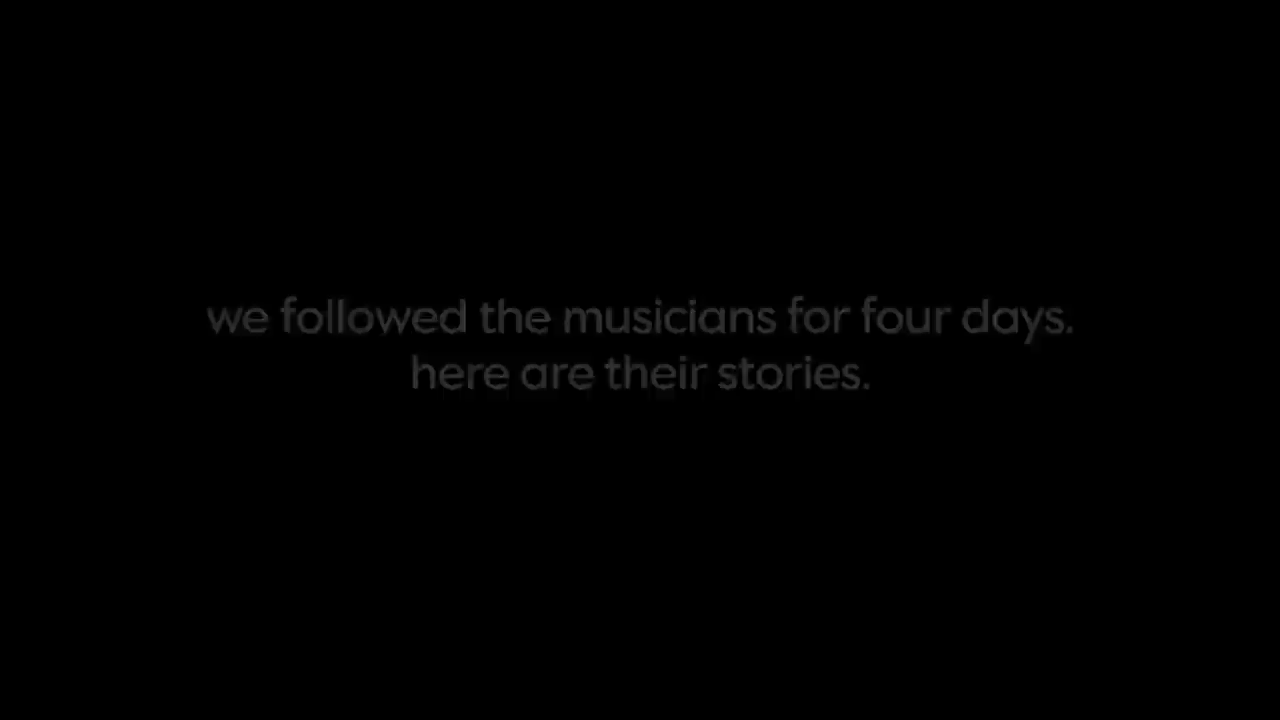 we followed the musicians for four days.
here are their stories.